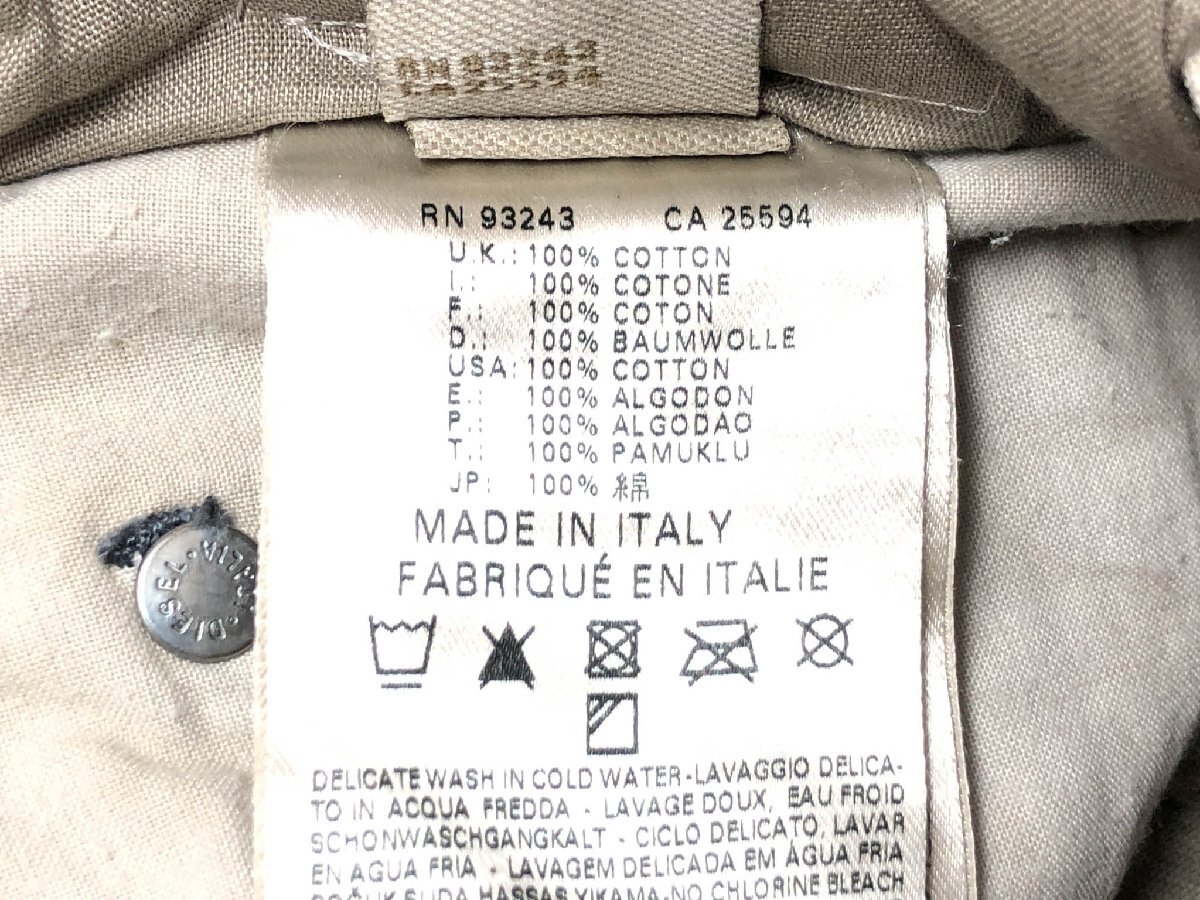 RN 93243
CA 25594
RN 93243 CA 25594
U.K.: 100% COTTON
I.: 100% COTONE
F.: 100% COTON
D.: 100% BAUMWOLLE
USA: 100% COTTON
E.: 100% ALGODON
P.: 100% ALGODAO
T.: 100% PAMUKLU
JP: 100% 綿
MADE IN ITALY
FABRIQUÉ EN ITALIE
DIESEL
DELICATE WASH IN COLD WATER-LAVAGGIO DELICA-
TO IN ACQUA FREDDA - LAVAGE DOUX, EAU FROID
SCHONWASCHGANGKALT - CICLO DELICATO, LAVAR
EN AGUA FRIA - LAVAGEM DELICADA EM ÁGUA FRIA
SUDA HASSAS YIKAMA-NO CHLORINE BLEACH